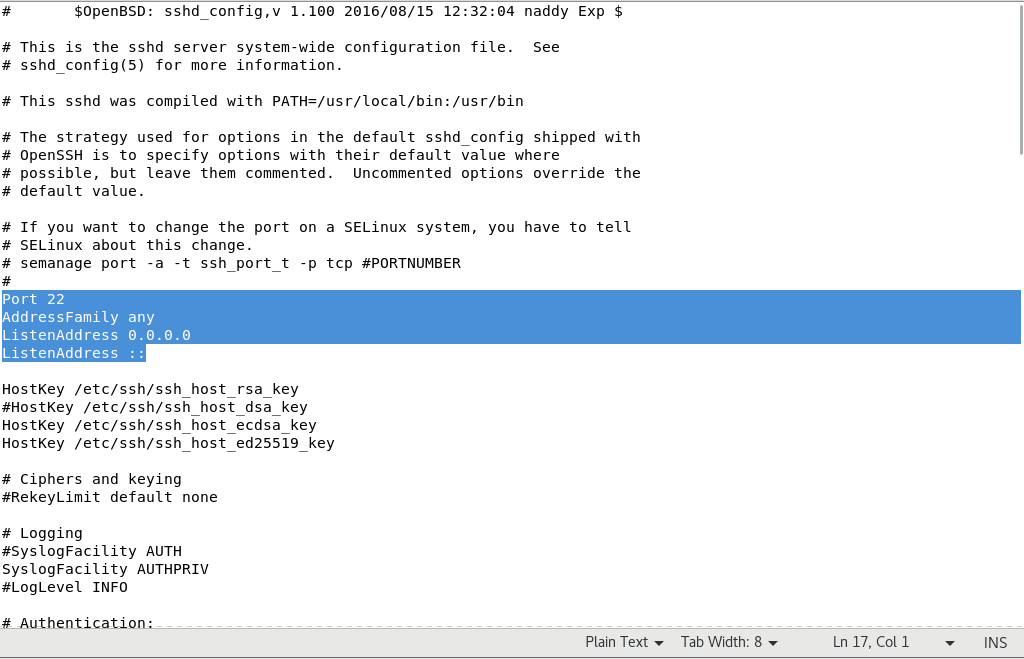 #       $OpenBSD: sshd_config,v 1.100 2016/08/15 12:32:04 naddy Exp $

# This is the sshd server system-wide configuration file.  See
# sshd_config(5) for more information.

# This sshd was compiled with PATH=/usr/local/bin:/usr/bin

# The strategy used for options in the default sshd_config shipped with
# OpenSSH is to specify options with their default value where
# possible, but leave them commented.  Uncommented options override the
# default value.

# If you want to change the port on a SELinux system, you have to tell
# SELinux about this change.
# semanage port -a -t ssh_port_t -p tcp #PORTNUMBER
#
Port 22
AddressFamily any
ListenAddress 0.0.0.0
ListenAddress ::

HostKey /etc/ssh/ssh_host_rsa_key
#HostKey /etc/ssh/ssh_host_dsa_key
HostKey /etc/ssh/ssh_host_ecdsa_key
HostKey /etc/ssh/ssh_host_ed25519_key

# Ciphers and keying
#RekeyLimit default none

# Logging
#SyslogFacility AUTH
SyslogFacility AUTHPRIV
#LogLevel INFO

# Authentication:
Plain Text Tab Width: 8 Ln 17, Col 1 INS